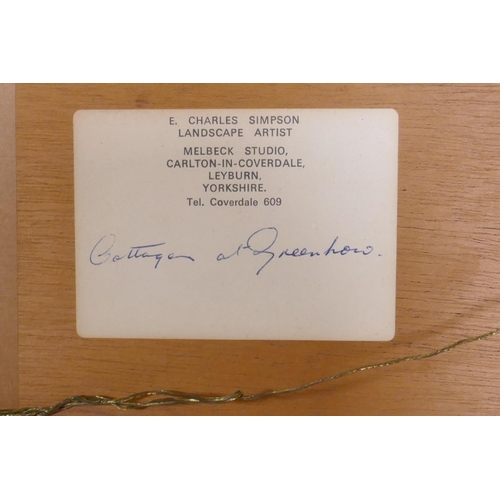 E. CHARLES SIMPSON
LANDSCAPE ARTIST
MELBECK STUDIO,
CARLTON-IN-COVERDALE,
LEYBURN,
YORKSHIRE.
Tel. Coverdale 609
Cottages at Greenhow.